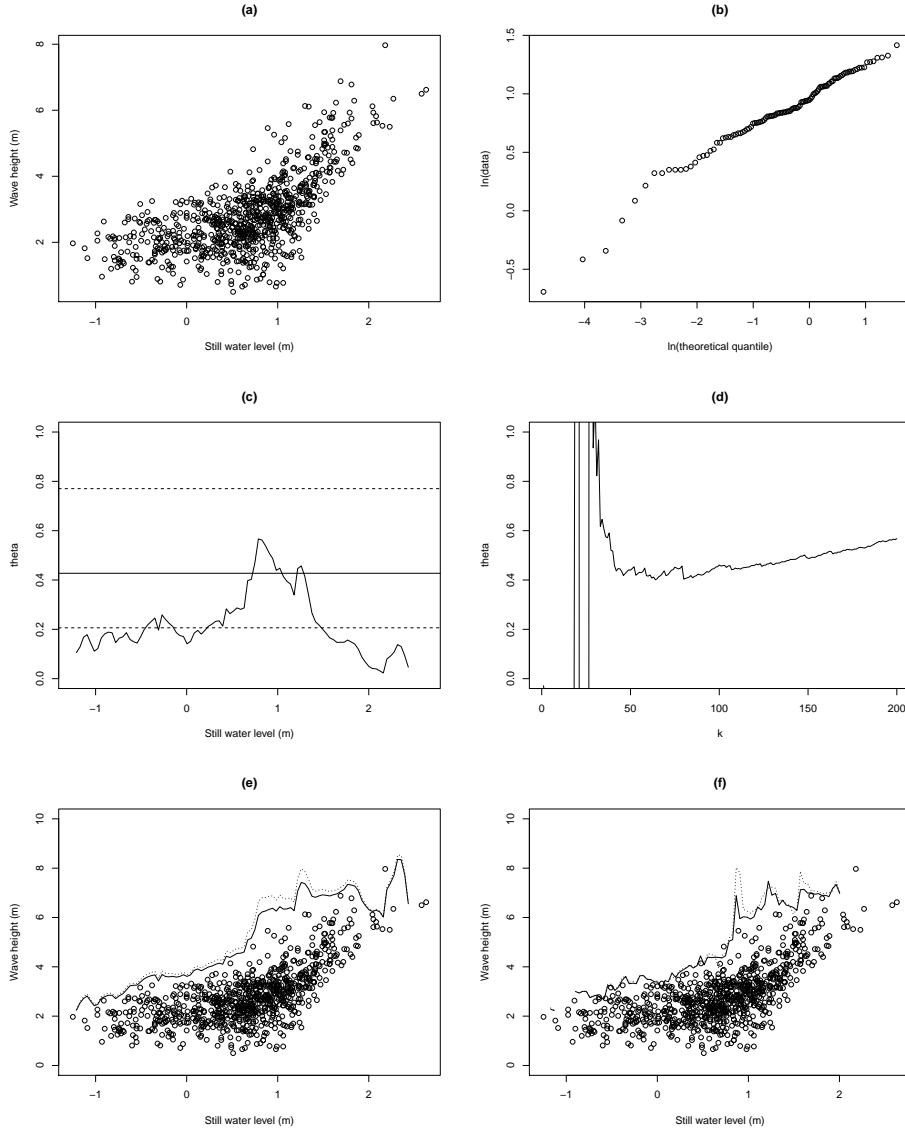 (a)
Wave height (m)
8
6
4
2
−1 0 1 2
Still water level (m)
(b)
ln(data)
1.5
1.0
0.5
0.0
−0.5
−4 −3 −2 −1 0 1
ln(theoretical quantile)
(c)
theta
1.0
0.8
0.6
0.4
0.2
0.0
−1 0 1 2
Still water level (m)
(d)
theta
1.0
0.8
0.6
0.4
0.2
0.0
0 50 100 150 200
k
(e)
Wave height (m)
10
8
6
4
2
0
−1 0 1 2
Still water level (m)
(f)
Wave height (m)
10
8
6
4
2
0
−1 0 1 2
Still water level (m)